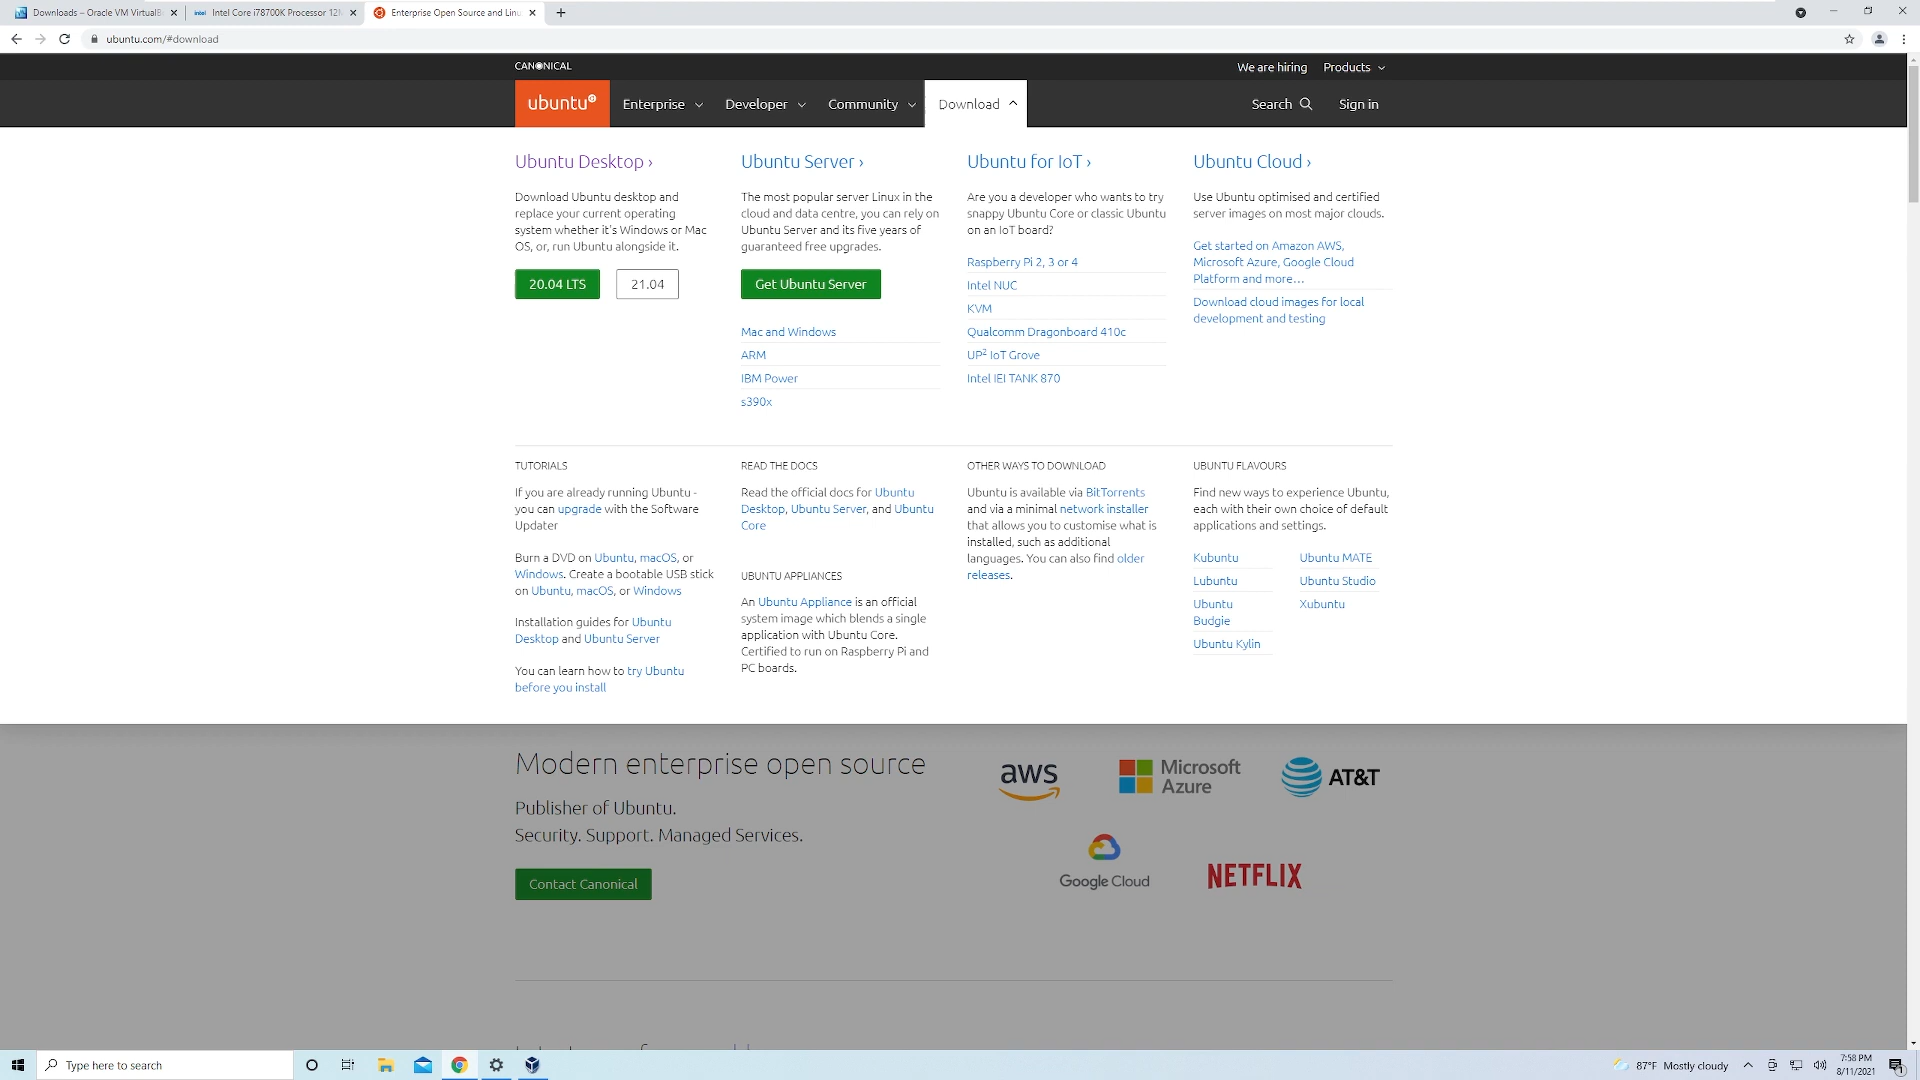 Downloads – Oracle VM VirtualB
Intel Core i78700K Processor 12M
Enterprise Open Source and Linu
ubuntu.com/#download
CANONICAL
We are hiring
Products
ubuntu
Enterprise
Developer
Community
Download
Search
Sign in
Ubuntu Desktop ›
Download Ubuntu desktop and
replace your current operating
system whether it's Windows or Mac
OS, or, run Ubuntu alongside it.
20.04 LTS
21.04
Ubuntu Server ›
The most popular server Linux in the
cloud and data centre, you can rely on
Ubuntu Server and its five years of
guaranteed free upgrades.
Get Ubuntu Server
Mac and Windows
ARM
IBM Power
s390x
Ubuntu for IoT ›
Are you a developer who wants to try
snappy Ubuntu Core or classic Ubuntu
on an IoT board?
Raspberry Pi 2, 3 or 4
Intel NUC
KVM
Qualcomm Dragonboard 410c
UP² IoT Grove
Intel IEI TANK 870
Ubuntu Cloud ›
Use Ubuntu optimised and certified
server images on most major clouds.
Get started on Amazon AWS,
Microsoft Azure, Google Cloud
Platform and more…
Download cloud images for local
development and testing
TUTORIALS
If you are already running Ubuntu -
you can upgrade with the Software
Updater
Burn a DVD on Ubuntu, macOS, or
Windows. Create a bootable USB stick
on Ubuntu, macOS, or Windows
Installation guides for Ubuntu
Desktop and Ubuntu Server
You can learn how to try Ubuntu
before you install
READ THE DOCS
Read the official docs for Ubuntu
Desktop, Ubuntu Server, and Ubuntu
Core
UBUNTU APPLIANCES
An Ubuntu Appliance is an official
system image which blends a single
application with Ubuntu Core.
Certified to run on Raspberry Pi and
PC boards.
OTHER WAYS TO DOWNLOAD
Ubuntu is available via BitTorrents
and via a minimal network installer
that allows you to customise what is
installed, such as additional
languages. You can also find older
releases.
UBUNTU FLAVOURS
Find new ways to experience Ubuntu,
each with their own choice of default
applications and settings.
Kubuntu
Lubuntu
Ubuntu
Budgie
Ubuntu Kylin
Ubuntu MATE
Ubuntu Studio
Xubuntu
Modern enterprise open source
Publisher of Ubuntu.
Security. Support. Managed Services.
Contact Canonical
aws
Microsoft
Azure
AT&T
Google Cloud
NETFLIX
Type here to search
87°F Mostly cloudy
7:58 PM
8/11/2021
1